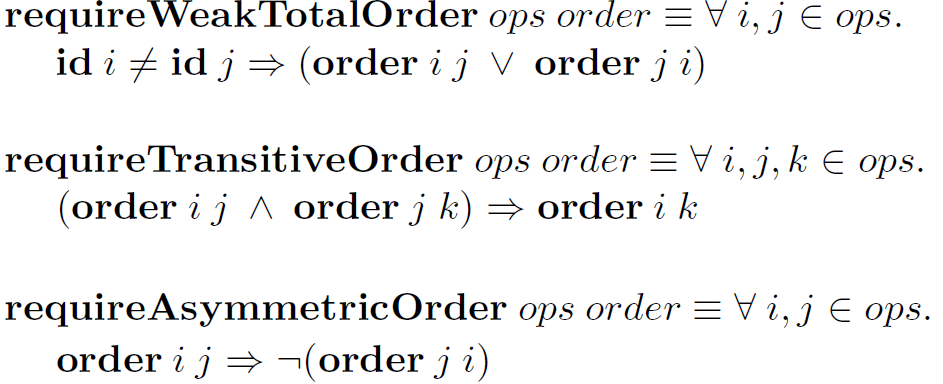 requireWeakTotalOrder ops order ≡ ∀ i, j ∈ ops.
id i ≠ id j ⇒ (order i j ∨ order j i)
requireTransitiveOrder ops order ≡ ∀ i, j, k ∈ ops.
(order i j ∧ order j k) ⇒ order i k
requireAsymmetricOrder ops order ≡ ∀ i, j ∈ ops.
order i j ⇒ ¬(order j i)